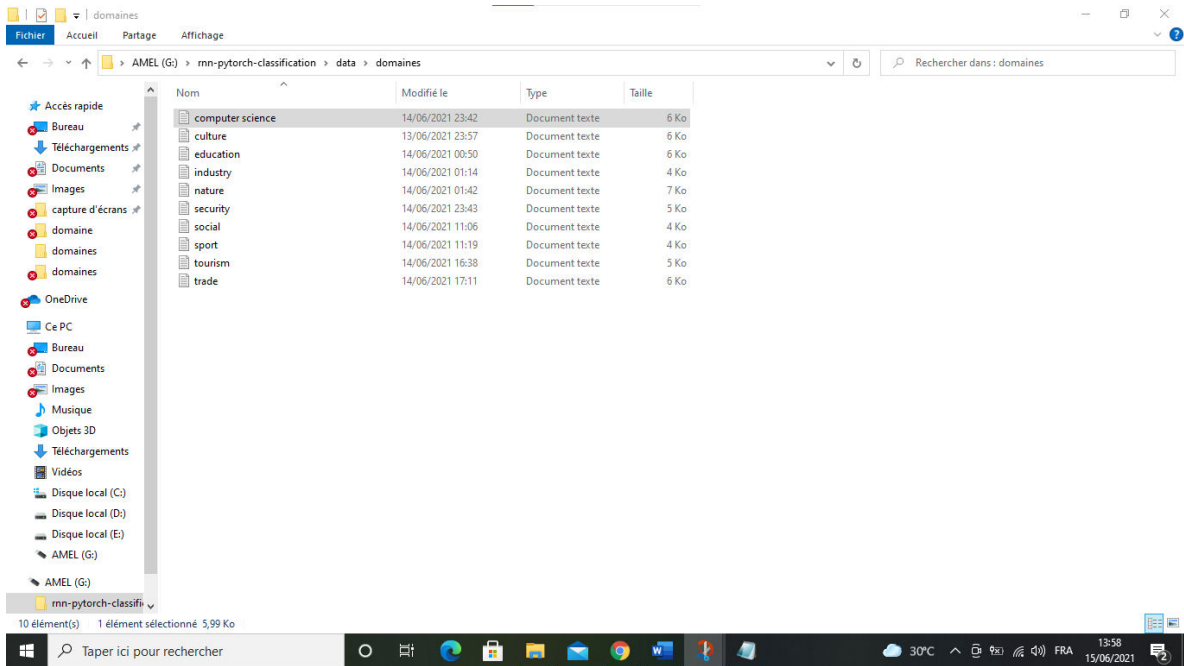 domaines
Fichier Accueil Partage Affichage
AMEL (G:) > rnn-pytorch-classification > data > domaines
Rechercher dans : domaines
Nom Modifié le Type Taille
computer science 14/06/2021 23:42 Document texte 6 Ko
culture 13/06/2021 23:57 Document texte 6 Ko
education 14/06/2021 00:50 Document texte 6 Ko
industry 14/06/2021 01:14 Document texte 4 Ko
nature 14/06/2021 01:42 Document texte 7 Ko
security 14/06/2021 23:43 Document texte 5 Ko
social 14/06/2021 11:06 Document texte 4 Ko
sport 14/06/2021 11:19 Document texte 4 Ko
tourism 14/06/2021 16:38 Document texte 5 Ko
trade 14/06/2021 17:11 Document texte 6 Ko
Accès rapide
Bureau
Téléchargements
Documents
Images
capture d'écrans
domaine
domaines
domaines
OneDrive
Ce PC
Bureau
Documents
Images
Musique
Objets 3D
Téléchargements
Vidéos
Disque local (C:)
Disque local (D:)
Disque local (E:)
AMEL (G:)
AMEL (G:)
rnn-pytorch-classifi
10 élément(s) 1 élément sélectionné 5,99 Ko
Taper ici pour rechercher
30°C
FRA
13:58
15/06/2021
2